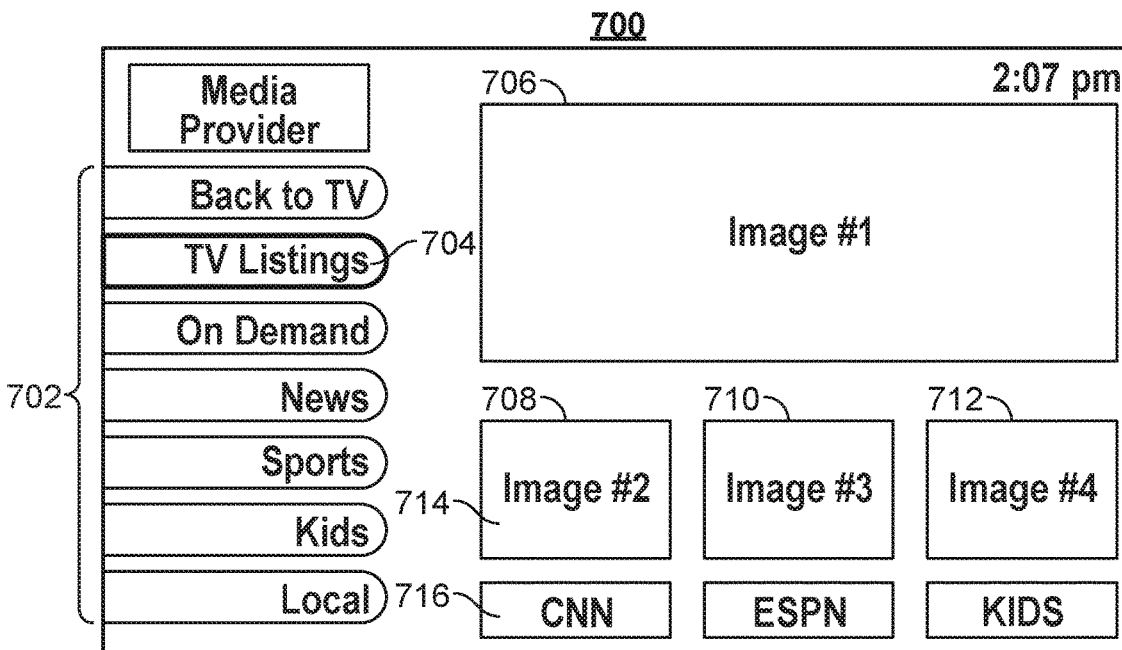 700
2:07 pm
Media
Provider
706
Back to TV
TV Listings
704
Image #1
On Demand
702
News
708
710
712
Sports
Image #2
Image #3
Image #4
714
Kids
Local
716
CNN
ESPN
KIDS